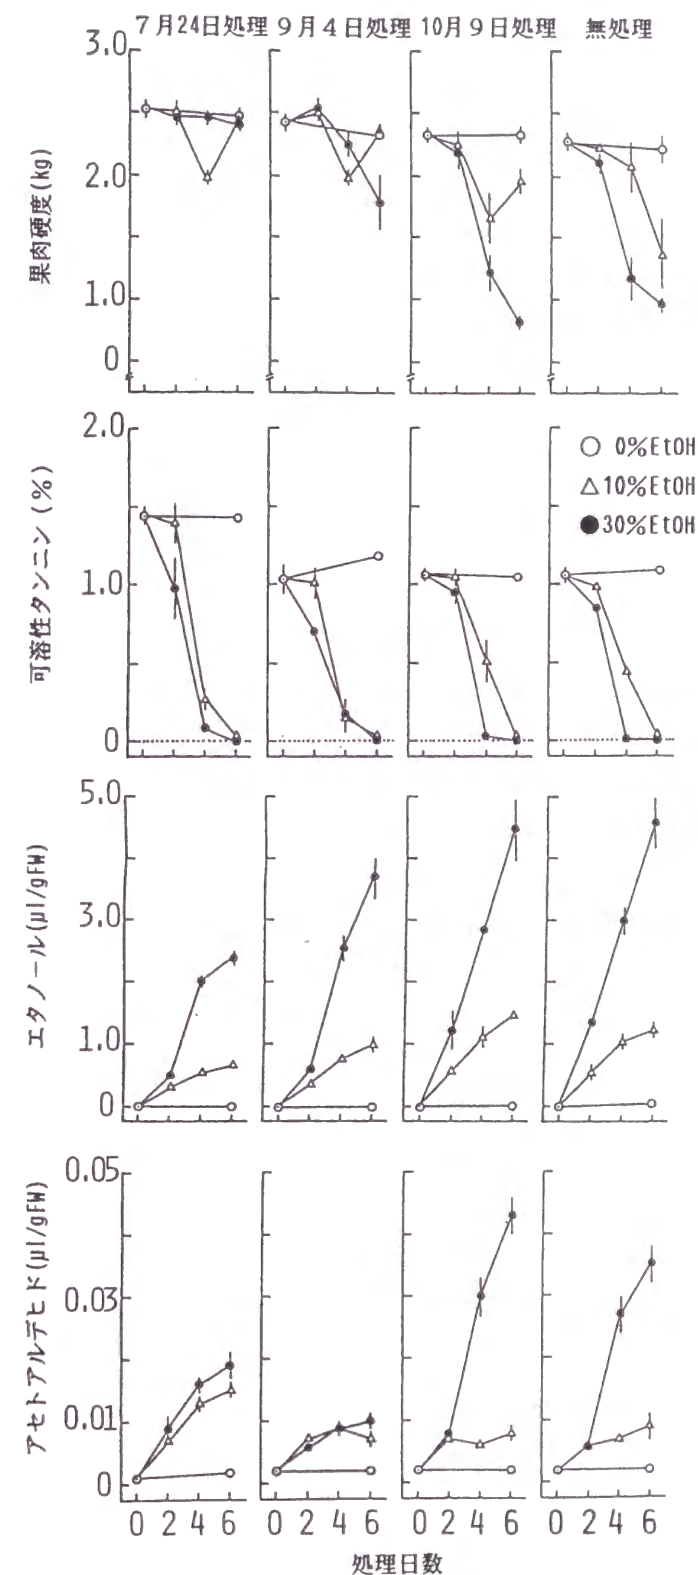 7月24日処理 9月4日処理 10月9日処理 無処理
果肉硬度(kg)
3.0
2.0
1.0
0
可溶性タンニン(%)
2.0
1.0
0
○ 0%EtOH
△10%EtOH
●30%EtOH
エタノール(μl/gFW)
5.0
3.0
1.0
0
アセトアルデヒド(μl/gFW)
0.05
0.03
0.01
0
0 2 4 6 0 2 4 6 0 2 4 6 0 2 4 6
処理日数